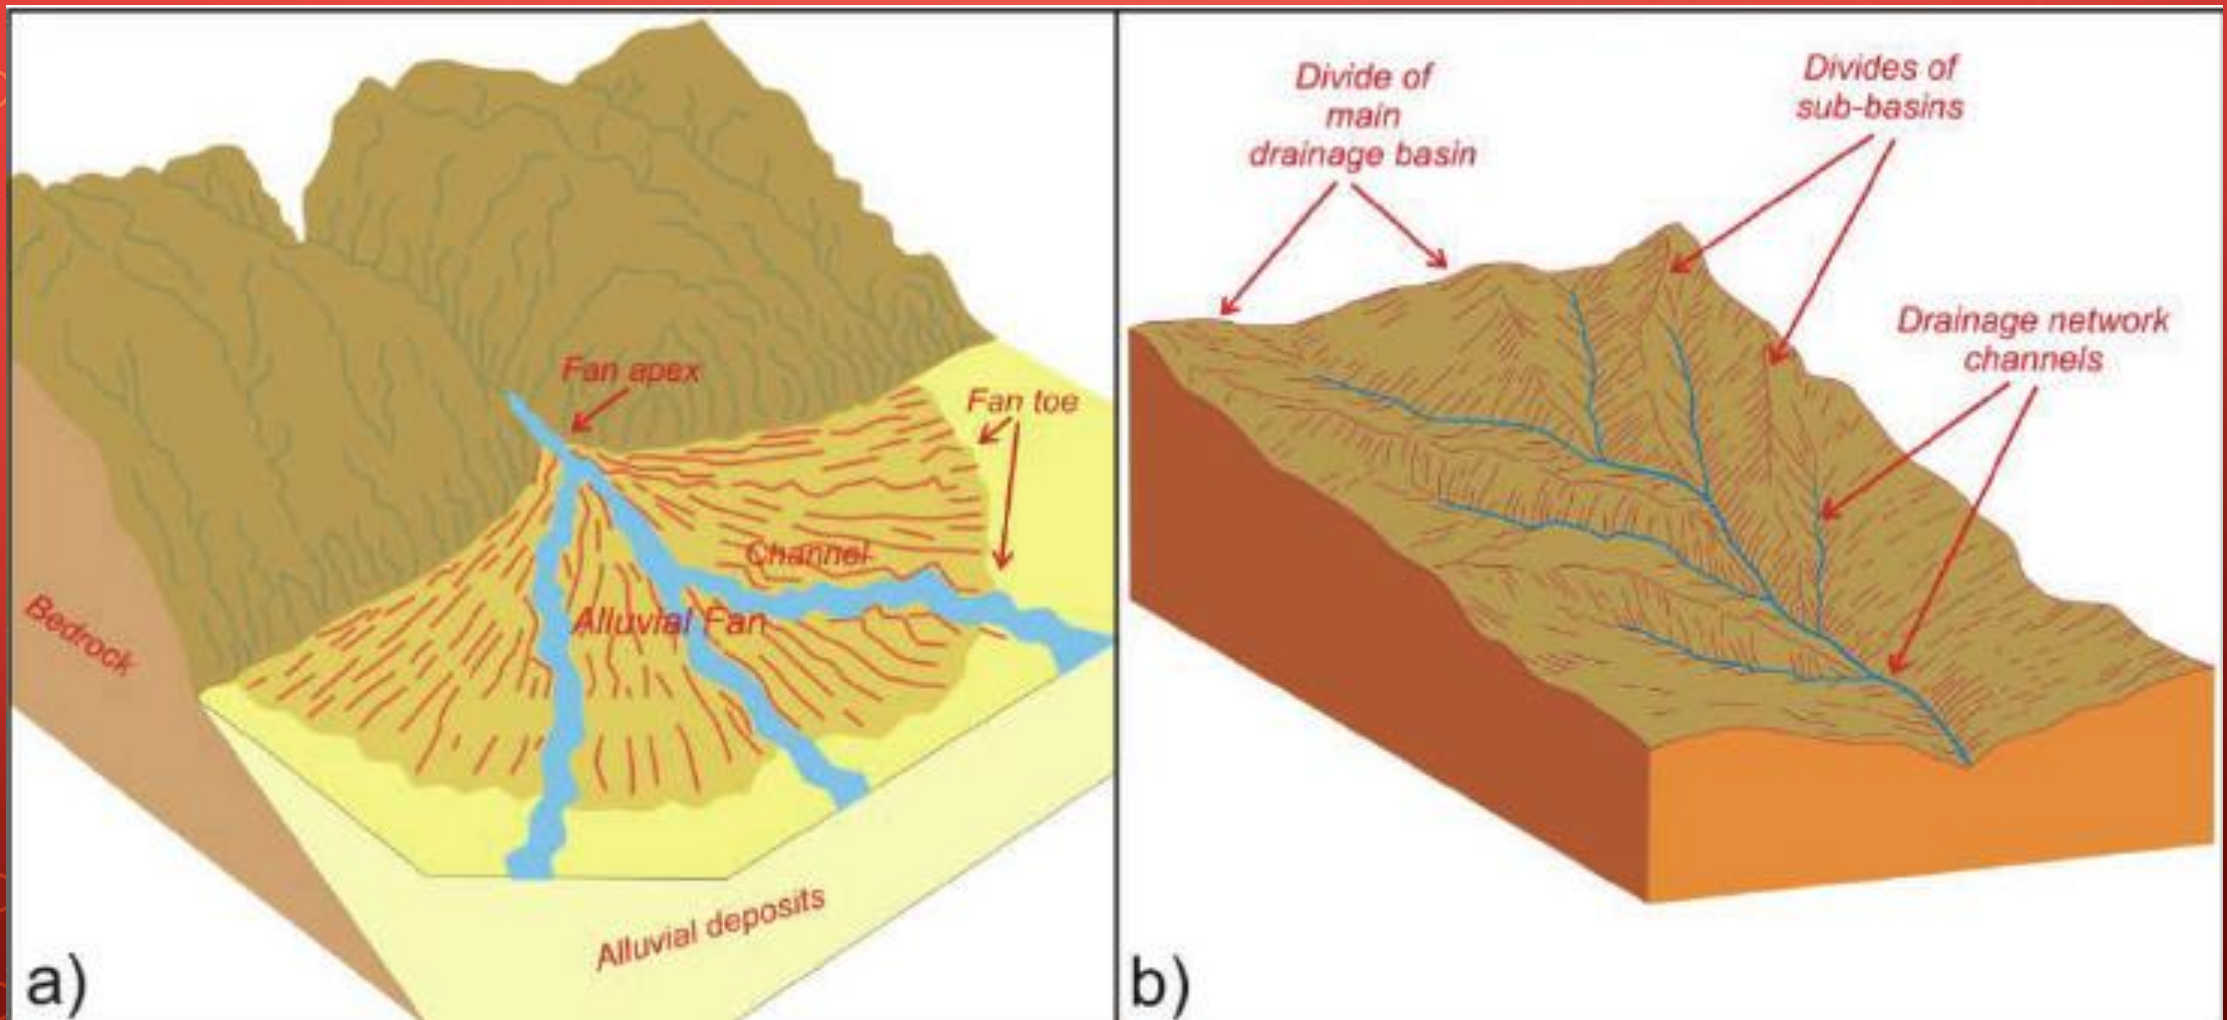 Fan apex
Fan toe
Channel
Alluvial Fan
Bedrock
Alluvial deposits
a)
Divide of
main
drainage basin
Divides of
sub-basins
Drainage network
channels
b)